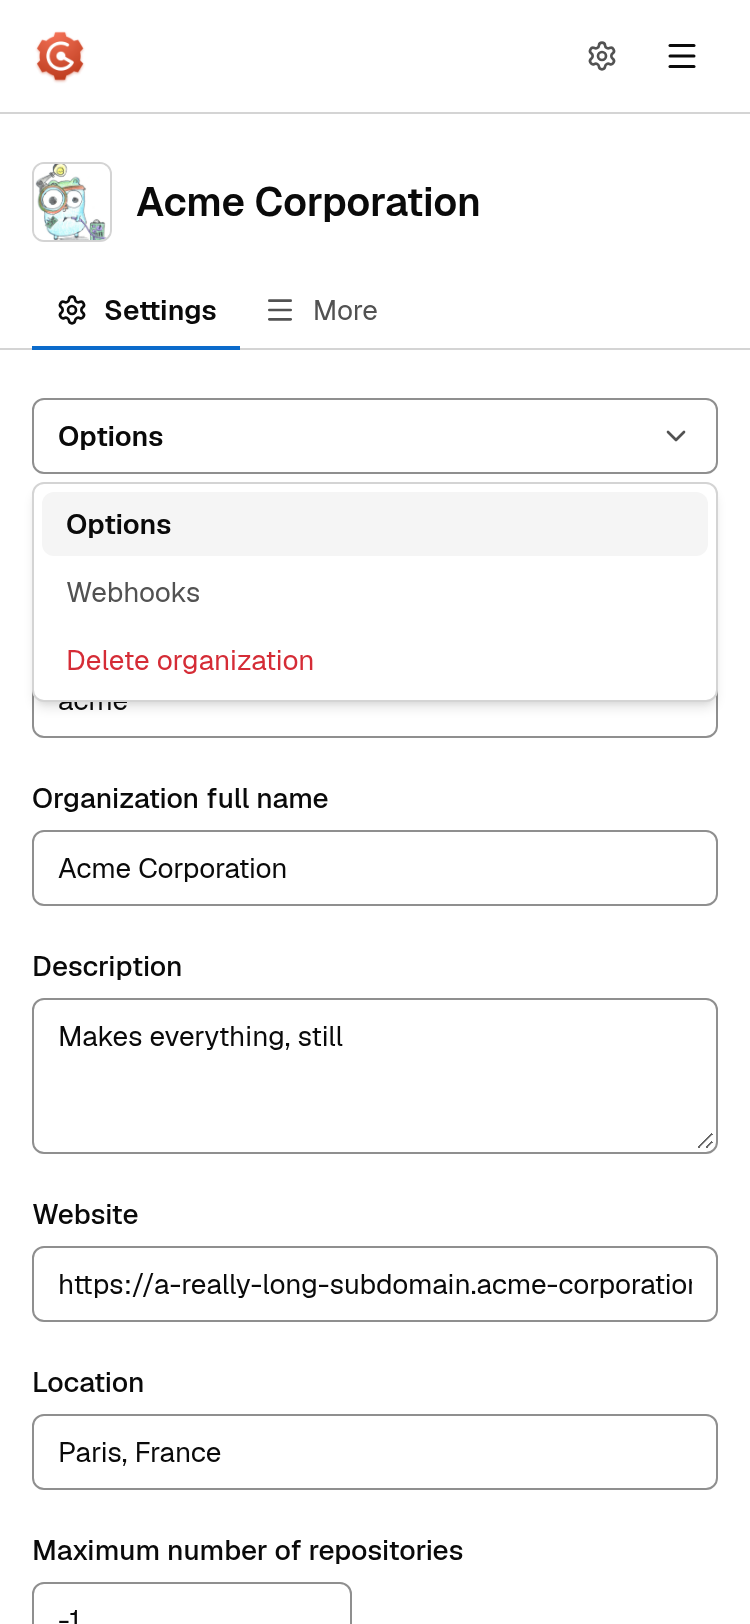 Acme Corporation
Settings
More
Options
Options
Webhooks
Delete organization
acme
Organization full name
Acme Corporation
Description
Makes everything, still
Website
https://a-really-long-subdomain.acme-corporation
Location
Paris, France
Maximum number of repositories
-1